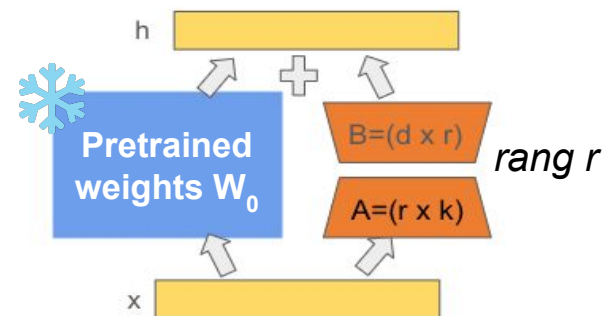 h
Pretrained
weights W₀
B=(d x r)
rang r
A=(r x k)
x